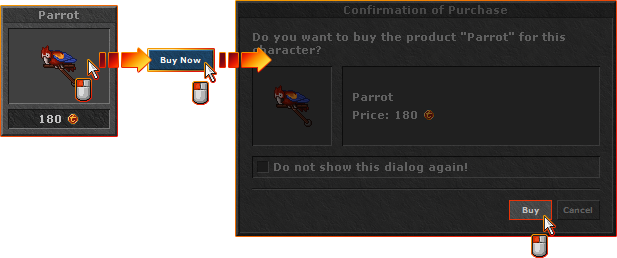 Parrot
180
Buy Now
Confirmation of Purchase
Do you want to buy the product "Parrot" for this
character?
Parrot
Price: 180
Do not show this dialog again!
Buy
Cancel